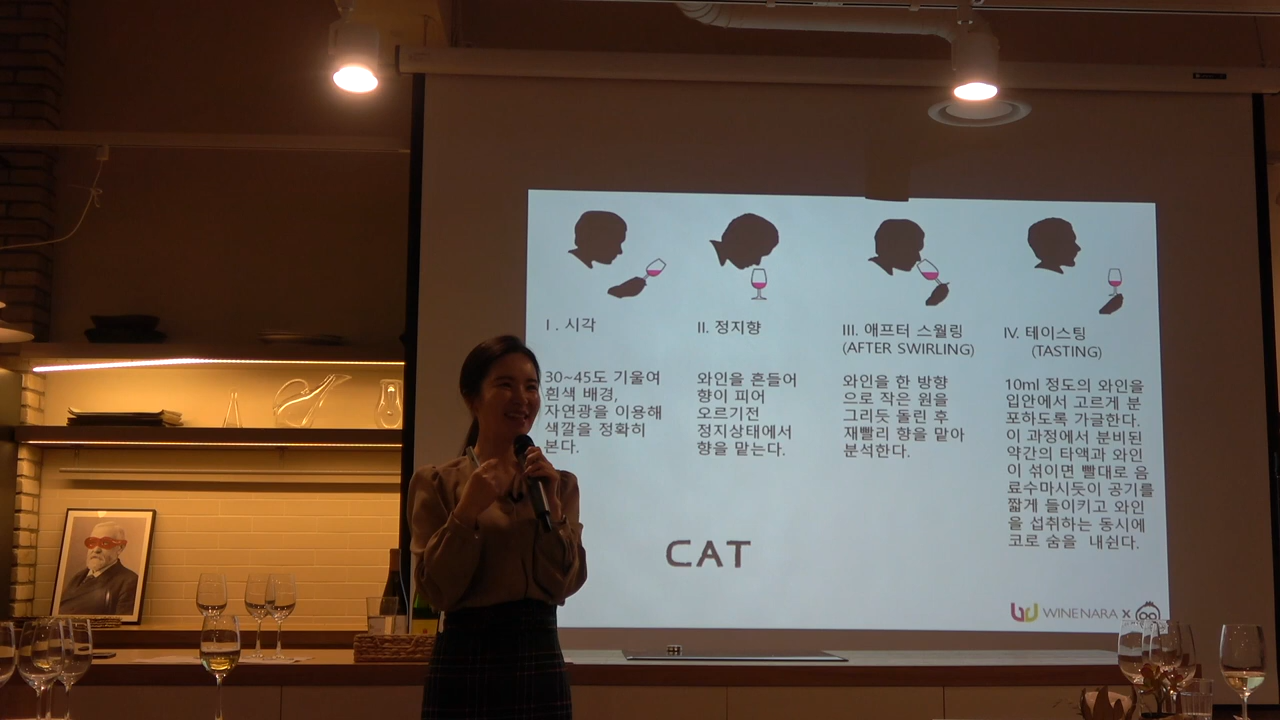 I. 시각
30~45도 기울여
흰색 배경,
자연광을 이용해
색깔을 정확히
본다.
II. 정지향
와인을 흔들어
향이 피어
오르기전
정지상태에서
향을 맡는다.
III. 애프터 스월링
(AFTER SWIRLING)
와인을 한 방향
으로 작은 원을
그리듯 돌린 후
재빨리 향을 맡아
분석한다.
IV. 테이스팅
(TASTING)
10ml 정도의 와인을
입안에서 고르게 분
포하도록 가글한다.
이 과정에서 분비된
약간의 타액과 와인
이 섞이면 빨대로 음
료수마시듯이 공기를
짧게 들이키고 와인
을 섭취하는 동시에
코로 숨을 내쉰다.
CAT
WINENARA X